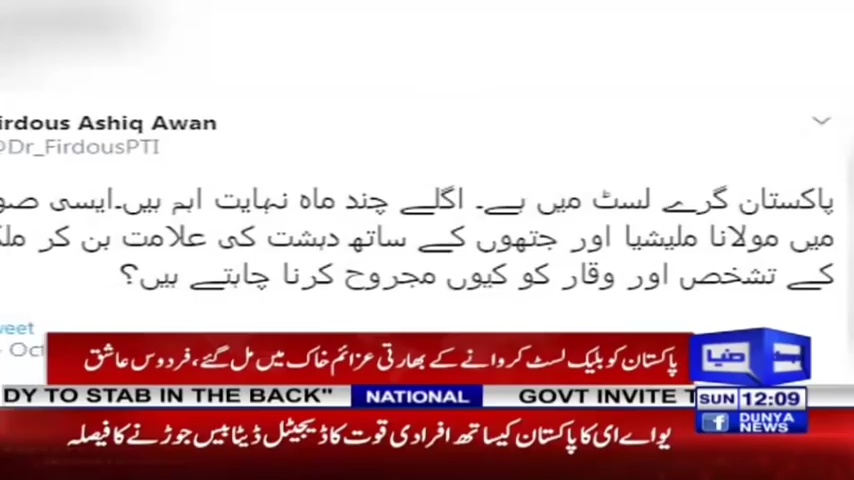 irdous Ashiq Awan
@Dr_FirdousPTI
پاکستان گرے لسٹ میں ہے۔ اگلے چند ماہ نہایت اہم ہیں۔ایسی
میں مولانا ملیشیا اور جتھوں کے ساتھ دہشت کی علامت بن کر
کے تشخص اور وقار کو کیوں مجروح کرنا چاہتے ہیں؟
weet
Oct
پاکستان کو بلیک لسٹ کروانے کے بھارتی عزائم خاک میں مل گئے، فردوس عاشق
دنیا
DY TO STAB IN THE BACK"
NATIONAL
GOVT INVITE
SUN 12:09
یو اے ای کا پاکستان کیساتھ افرادی قوت کا ڈیجیٹل ڈیٹا بیس جوڑنے کا فیصلہ
f DUNYA NEWS